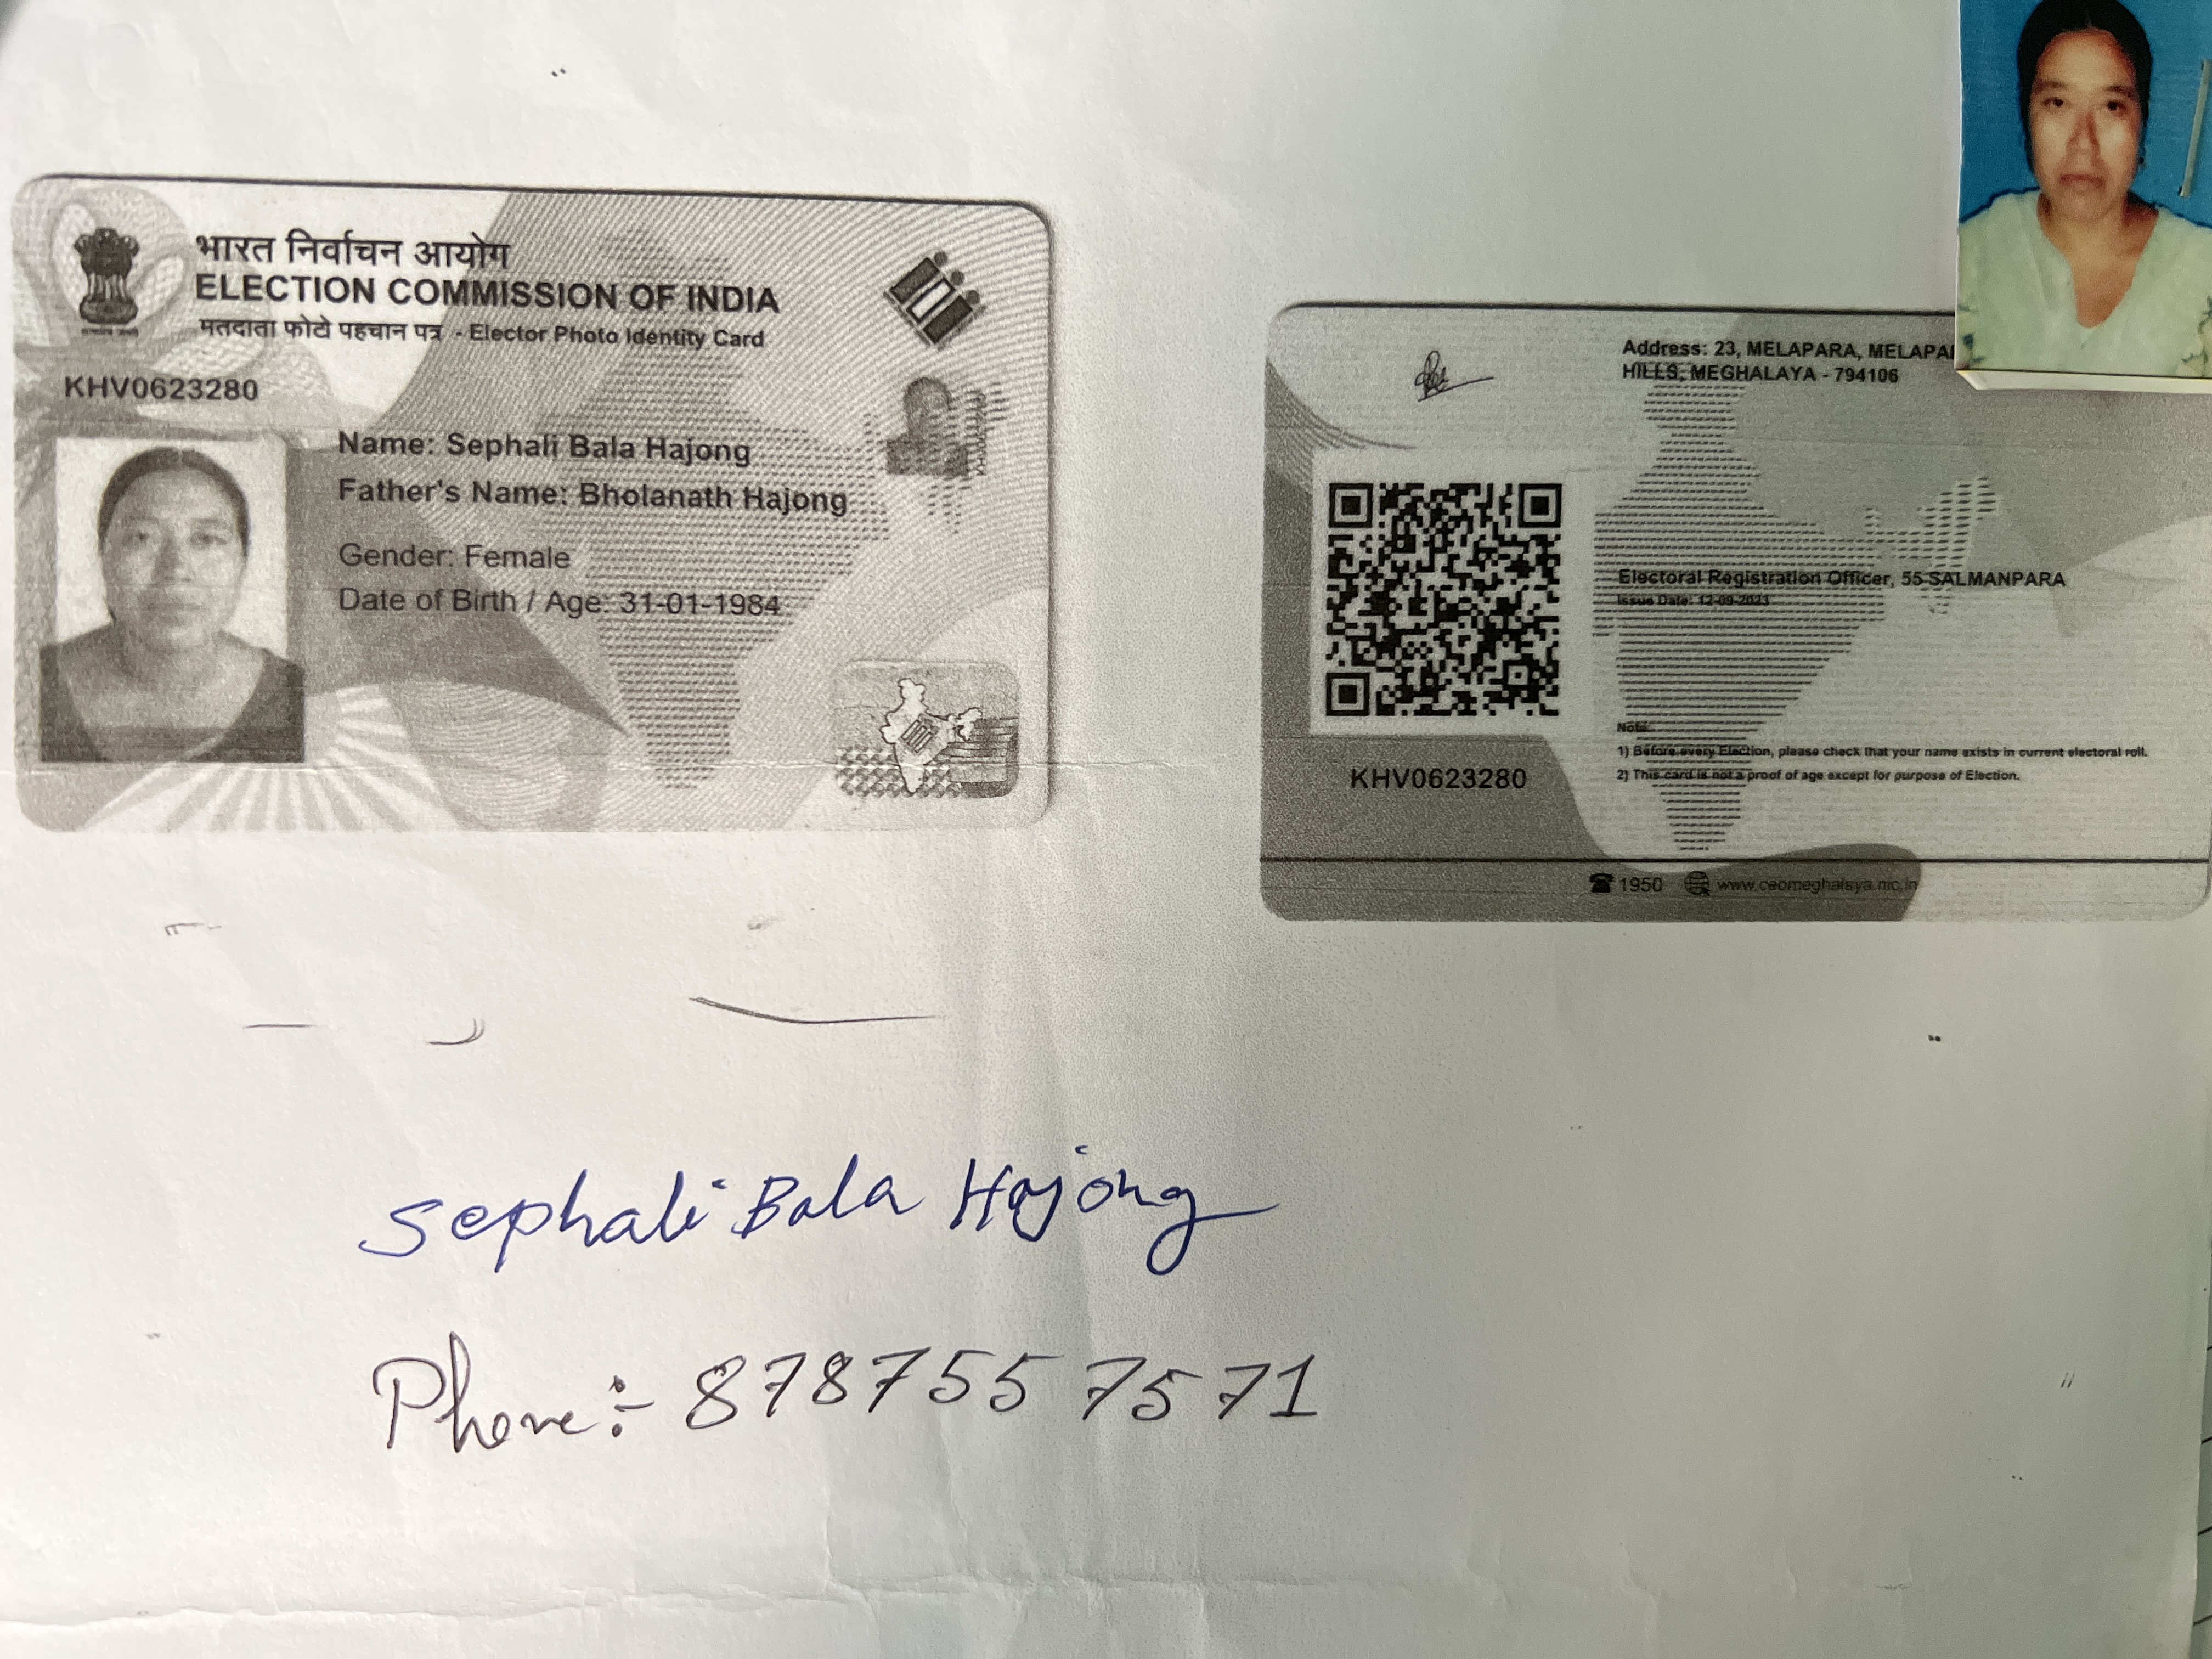 भारत निर्वाचन आयोग
ELECTION COMMISSION OF INDIA
मतदाता फोटो पहचान पत्र - Elector Photo Identity Card
KHV0623280
Name: Sephali Bala Hajong
Father's Name: Bholanath Hajong
Gender: Female
Date of Birth / Age: 31-01-1984
Address: 23, MELAPARA,
HILLS, MEGHALAYA - 794106
Electoral Registration Officer, 55 SALMANPARA
Issue Date: 12-09-2023
Note:
1) Before every Election, please check that your name exists in current electoral roll.
2) This card is not a proof of age except for purpose of Election.
KHV0623280
1950 www.ceomeghalaya.nic.in
Sephali Bala Hajong
Phone:- 8787557571